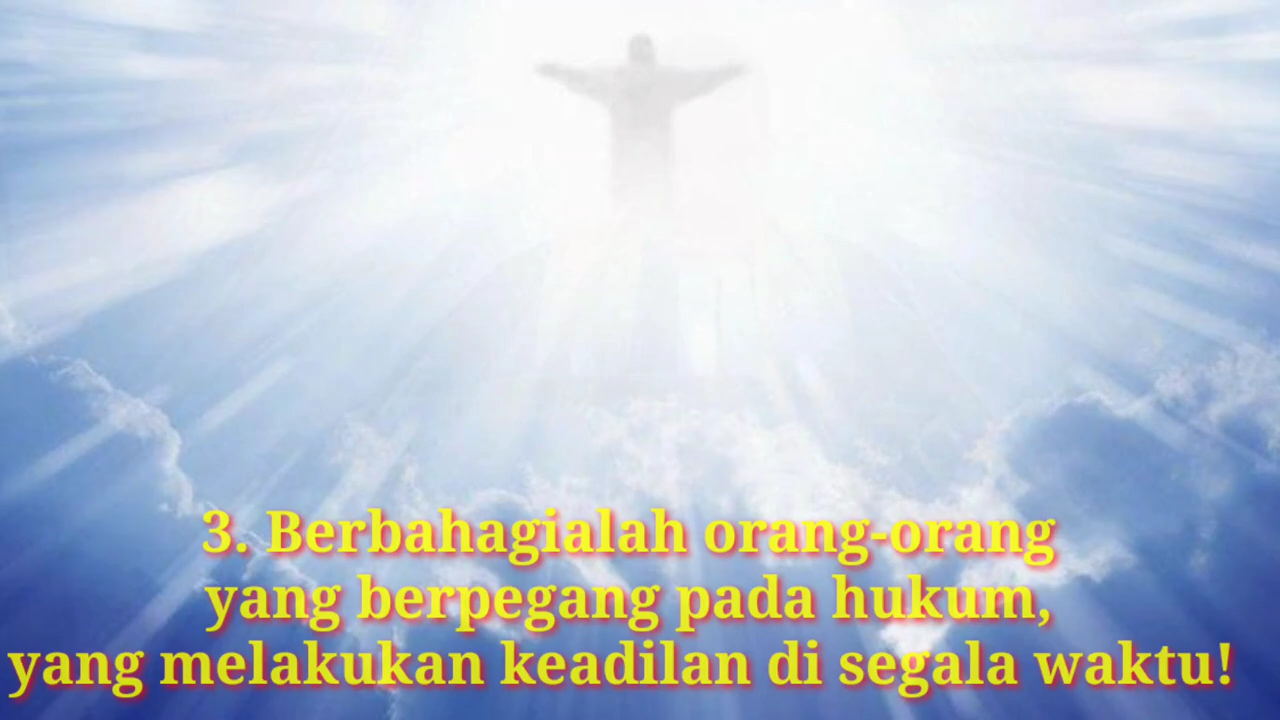 3. Berbahagialah orang-orang
yang berpegang pada hukum,
yang melakukan keadilan di segala waktu!